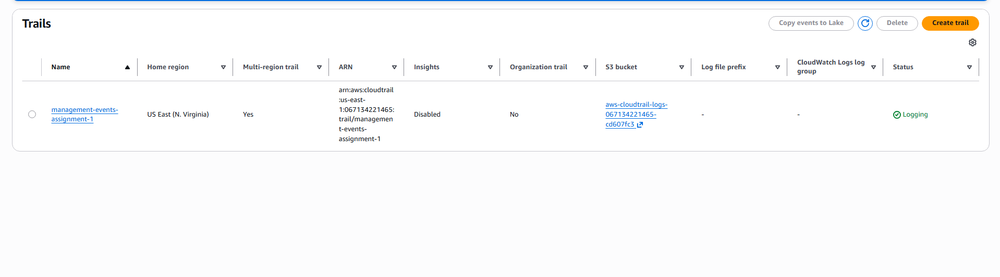 Trails
Copy events to Lake
Delete
Create trail
Name
Home region
Multi-region trail
ARN
Insights
Organization trail
S3 bucket
Log file prefix
CloudWatch Logs log
group
Status
management-events-
assignment-1
US East (N. Virginia)
Yes
arn:aws:cloudtrail
:us-east-
1:067134221465:
trail/managemen
t-events-
assignment-1
Disabled
No
aws-cloudtrail-logs-
067134221465-
cd607fc3
-
-
Logging